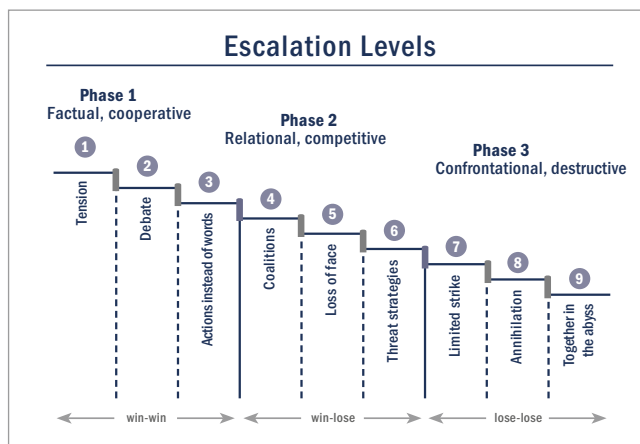 Escalation Levels
Phase 1
Factual, cooperative
Phase 2
Relational, competitive
Phase 3
Confrontational, destructive
1
Tension
2
Debate
3
Actions instead of words
4
Coalitions
5
Loss of face
6
Threat strategies
7
Limited strike
8
Annihilation
9
Together in
the abyss
win-win
win-lose
lose-lose